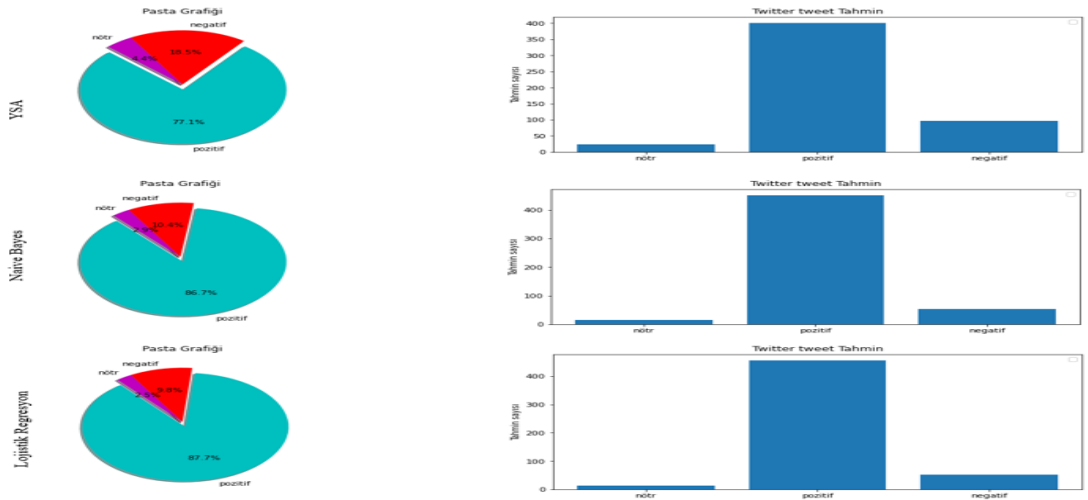 YSA
Pasta Grafiği
negatif
nötr
18.5%
4.4%
77.1%
pozitif
Twitter tweet Tahmin
Tahmin sayısı
400
350
300
250
200
150
100
50
0
nötr pozitif negatif
Naive Bayes
Pasta Grafiği
negatif
nötr
10.4%
2.9%
86.7%
pozitif
Twitter tweet Tahmin
Tahmin sayısı
400
300
200
100
0
nötr pozitif negatif
Lojistik Regresyon
Pasta Grafiği
negatif
nötr
9.8%
2.5%
87.7%
pozitif
Twitter tweet Tahmin
Tahmin sayısı
400
300
200
100
0
nötr pozitif negatif